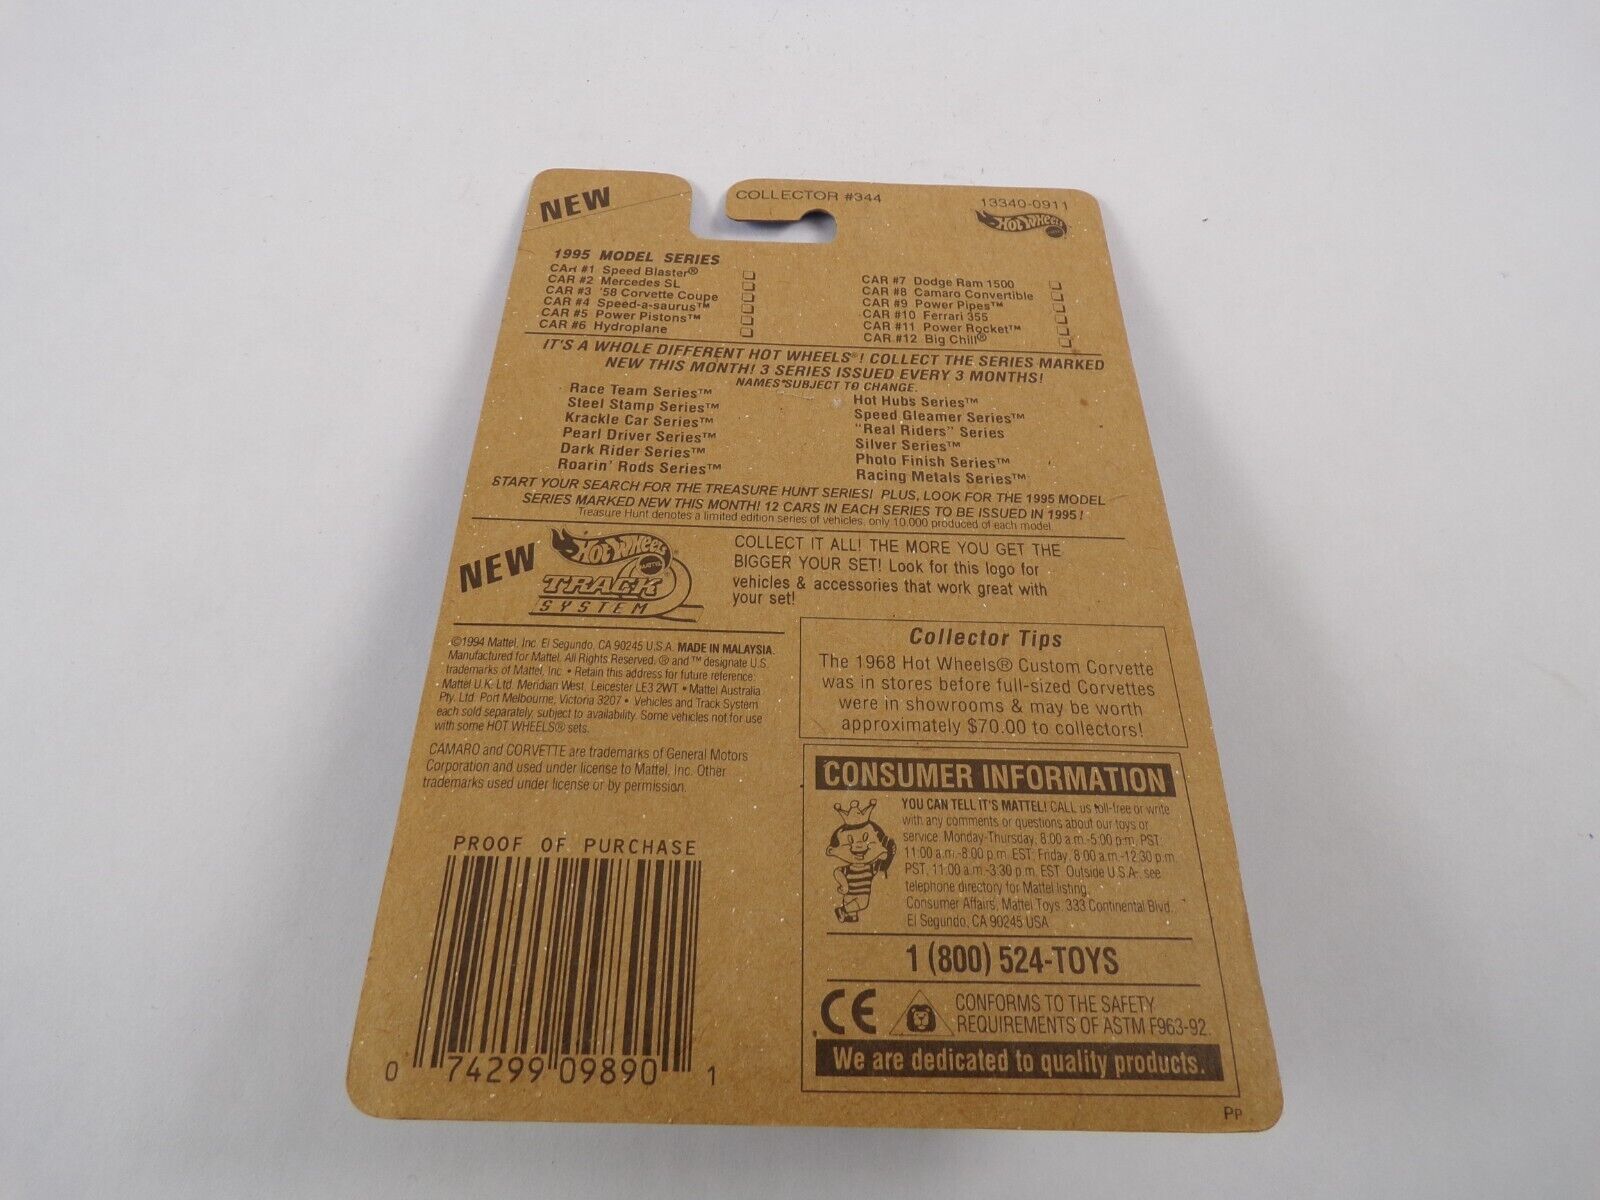 NEW
COLLECTOR #344
13340-0911
HOT WHEELS
1995 MODEL SERIES
CAR #1 Speed Blaster®
CAR #2 Mercedes SL
CAR #3 '58 Corvette Coupe
CAR #4 Speed-a-saurus™
CAR #5 Power Pistons™
CAR #6 Hydroplane
CAR #7 Dodge Ram 1500
CAR #8 Camaro Convertible
CAR #9 Power Pipes™
CAR #10 Ferrari 355
CAR #11 Power Rocket™
CAR #12 Big Chill®
IT'S A WHOLE DIFFERENT HOT WHEELS®! COLLECT THE SERIES MARKED
NEW THIS MONTH! 3 SERIES ISSUED EVERY 3 MONTHS!
NAMES SUBJECT TO CHANGE.
Race Team Series™
Steel Stamp Series™
Krackle Car Series™
Pearl Driver Series™
Dark Rider Series™
Roarin' Rods Series™
Hot Hubs Series™
Speed Gleamer Series™
"Real Riders" Series
Silver Series™
Photo Finish Series™
Racing Metals Series™
START YOUR SEARCH FOR THE TREASURE HUNT SERIES! PLUS, LOOK FOR THE 1995 MODEL
SERIES MARKED NEW THIS MONTH! 12 CARS IN EACH SERIES TO BE ISSUED IN 1995!
Treasure Hunt denotes a limited edition series of vehicles, only 10,000 produced of each model.
NEW
HOT WHEELS®
MATTEL
TRACK
SYSTEM
COLLECT IT ALL! THE MORE YOU GET THE
BIGGER YOUR SET! Look for this logo for
vehicles & accessories that work great with
your set!
©1994 Mattel, Inc. El Segundo, CA 90245 U.S.A. MADE IN MALAYSIA.
Manufactured for Mattel. All Rights Reserved. ® and ™ designate U.S.
trademarks of Mattel, Inc. • Retain this address for future reference:
Mattel U.K. Ltd. Meridian West, Leicester LE3 2WT • Mattel Australia
Pty. Ltd. Port Melbourne, Victoria 3207 • Vehicles and Track System
each sold separately, subject to availability. Some vehicles not for use
with some HOT WHEELS® sets.
CAMARO and CORVETTE are trademarks of General Motors
Corporation and used under license to Mattel, Inc. Other
trademarks used under license or by permission.
Collector Tips
The 1968 Hot Wheels® Custom Corvette
was in stores before full-sized Corvettes
were in showrooms & may be worth
approximately $70.00 to collectors!
CONSUMER INFORMATION
YOU CAN TELL IT'S MATTEL! CALL us toll-free or write
with any comments or questions about our toys or
service. Monday-Thursday, 8:00 a.m.-5:00 p.m. PST,
11:00 a.m.-8:00 p.m. EST. Friday, 8:00 a.m.-12:30 p.m.
PST, 11:00 a.m.-3:30 p.m. EST. Outside U.S.A., see
telephone directory for Mattel listing.
Consumer Affairs, Mattel Toys, 333 Continental Blvd.,
El Segundo, CA 90245 USA
1 (800) 524-TOYS
CE
CONFORMS TO THE SAFETY
REQUIREMENTS OF ASTM F963-92.
We are dedicated to quality products.
PROOF OF PURCHASE
0 74299 09890 1
PP